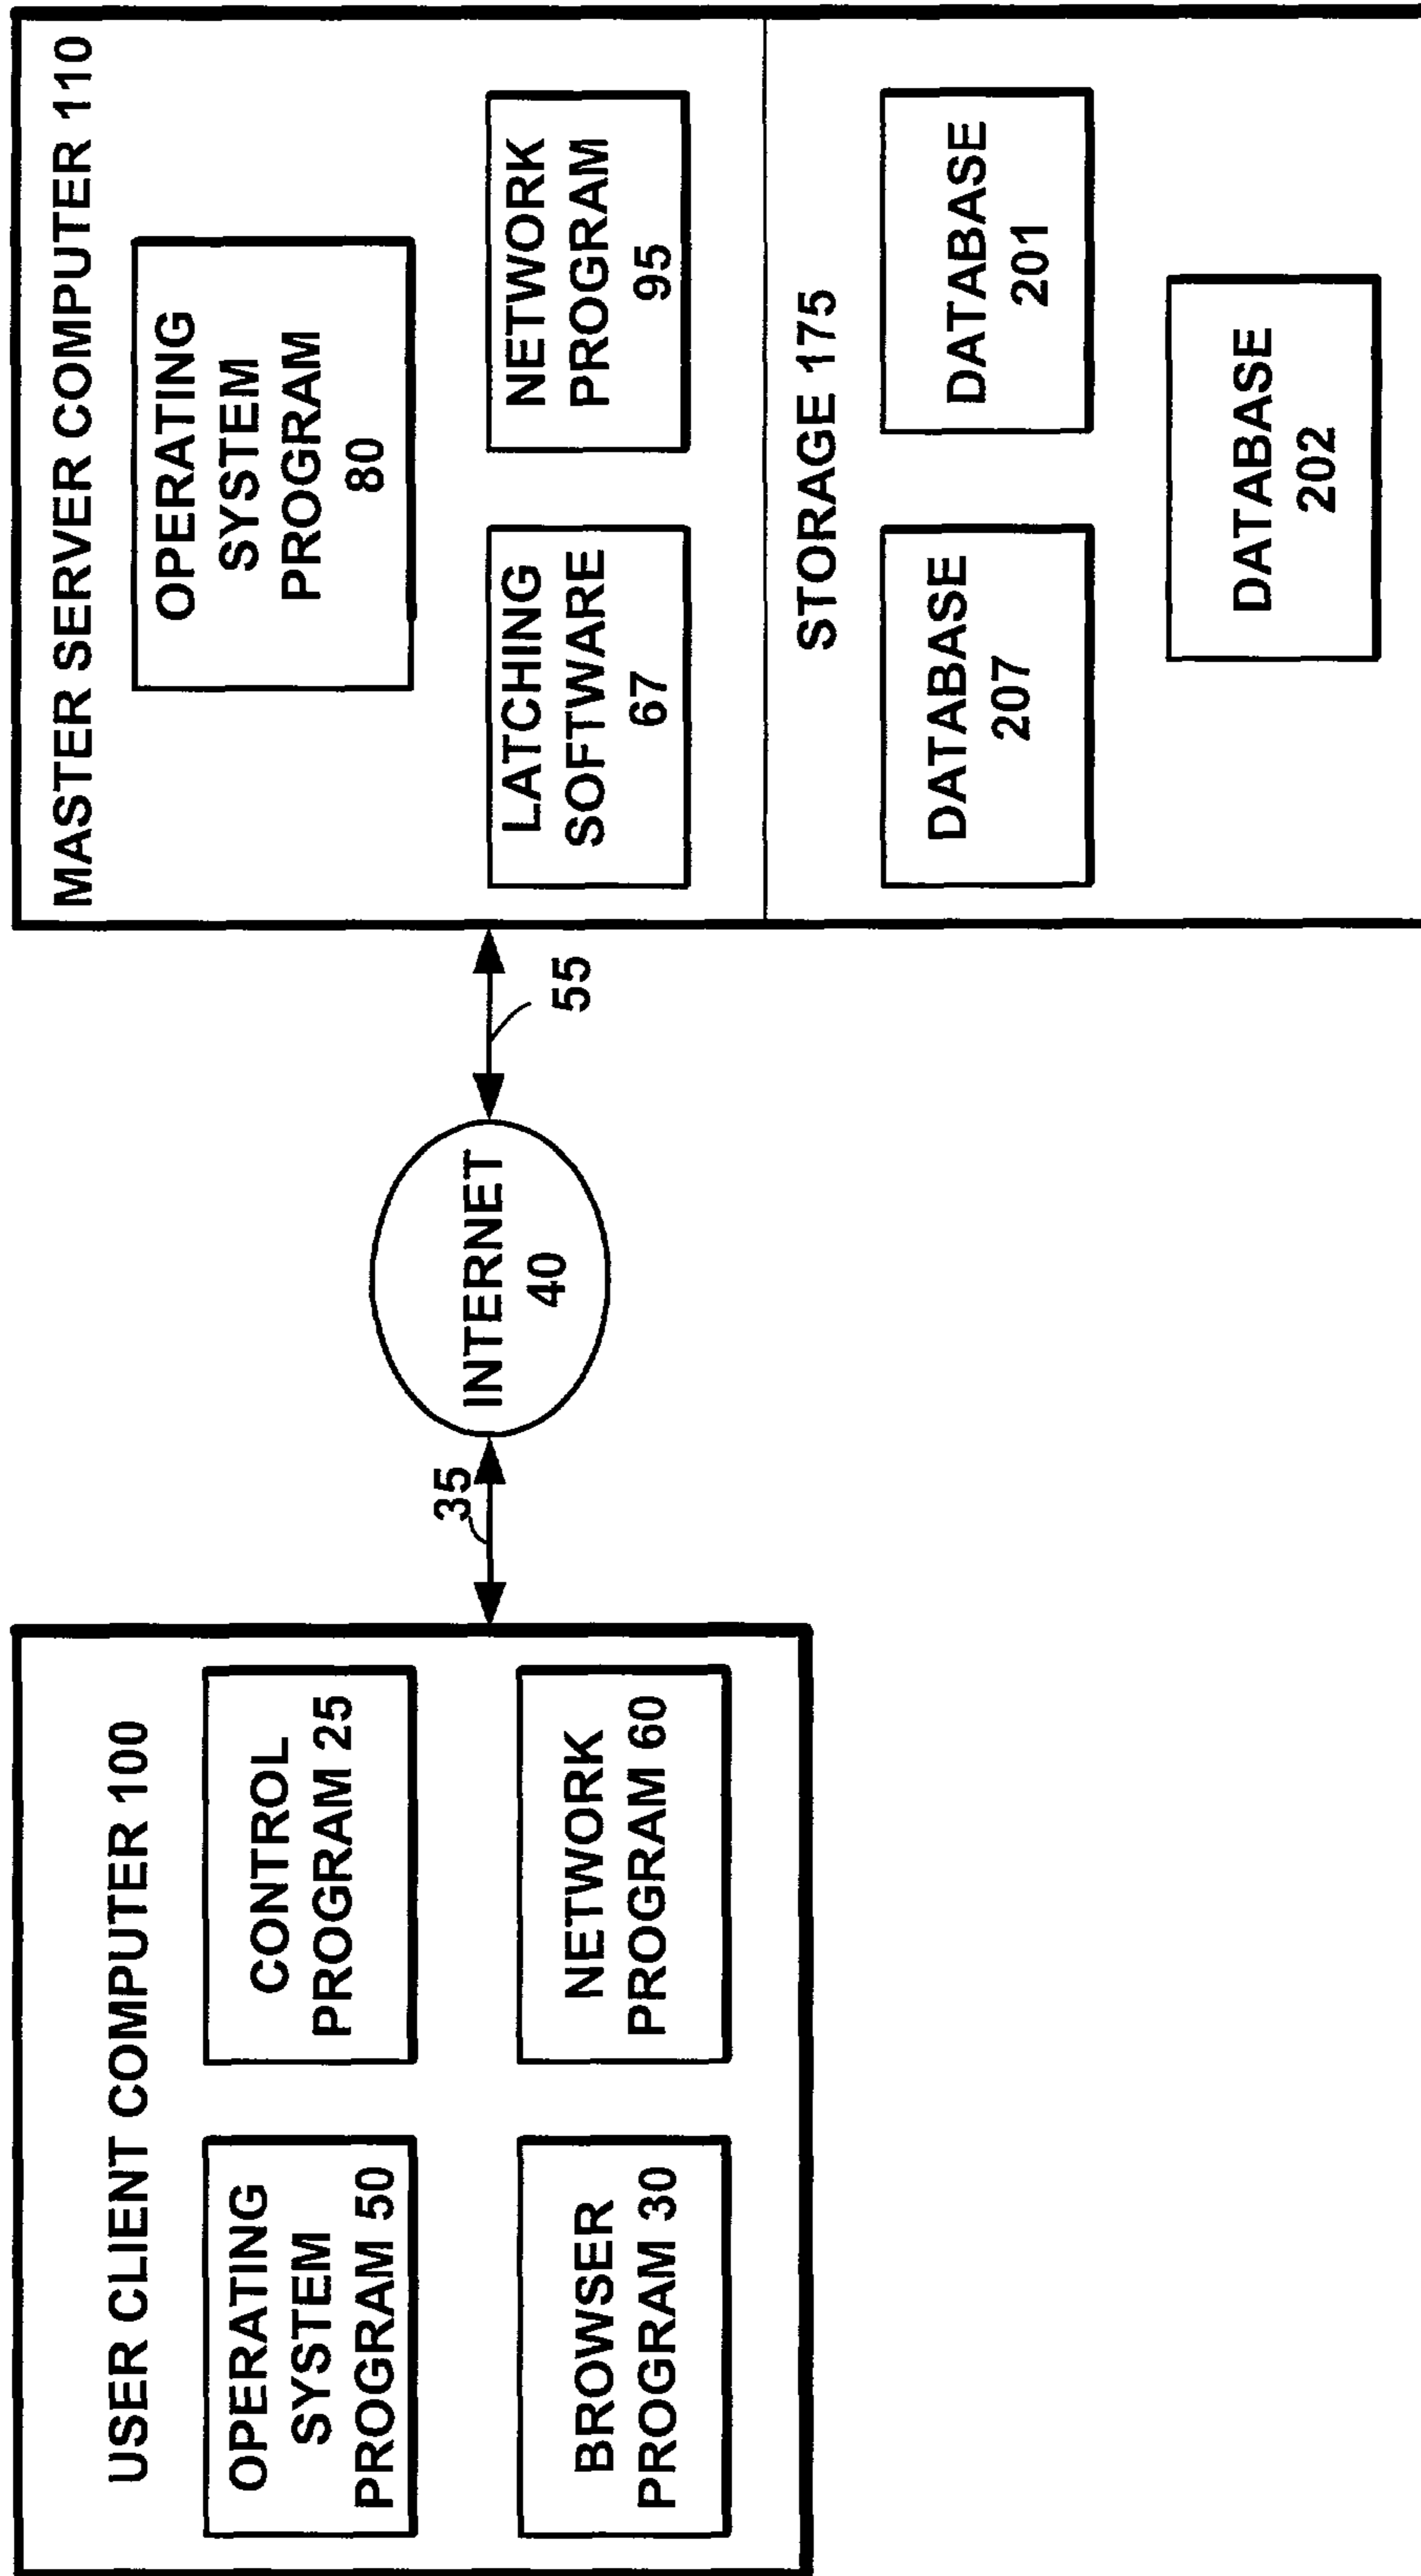 USER CLIENT COMPUTER 100
OPERATING
SYSTEM
PROGRAM 50
CONTROL
PROGRAM 25
BROWSER
PROGRAM 30
NETWORK
PROGRAM 60
35
INTERNET
40
55
MASTER SERVER COMPUTER 110
OPERATING
SYSTEM
PROGRAM
80
LATCHING
SOFTWARE
67
NETWORK
PROGRAM
95
STORAGE 175
DATABASE
207
DATABASE
201
DATABASE
202